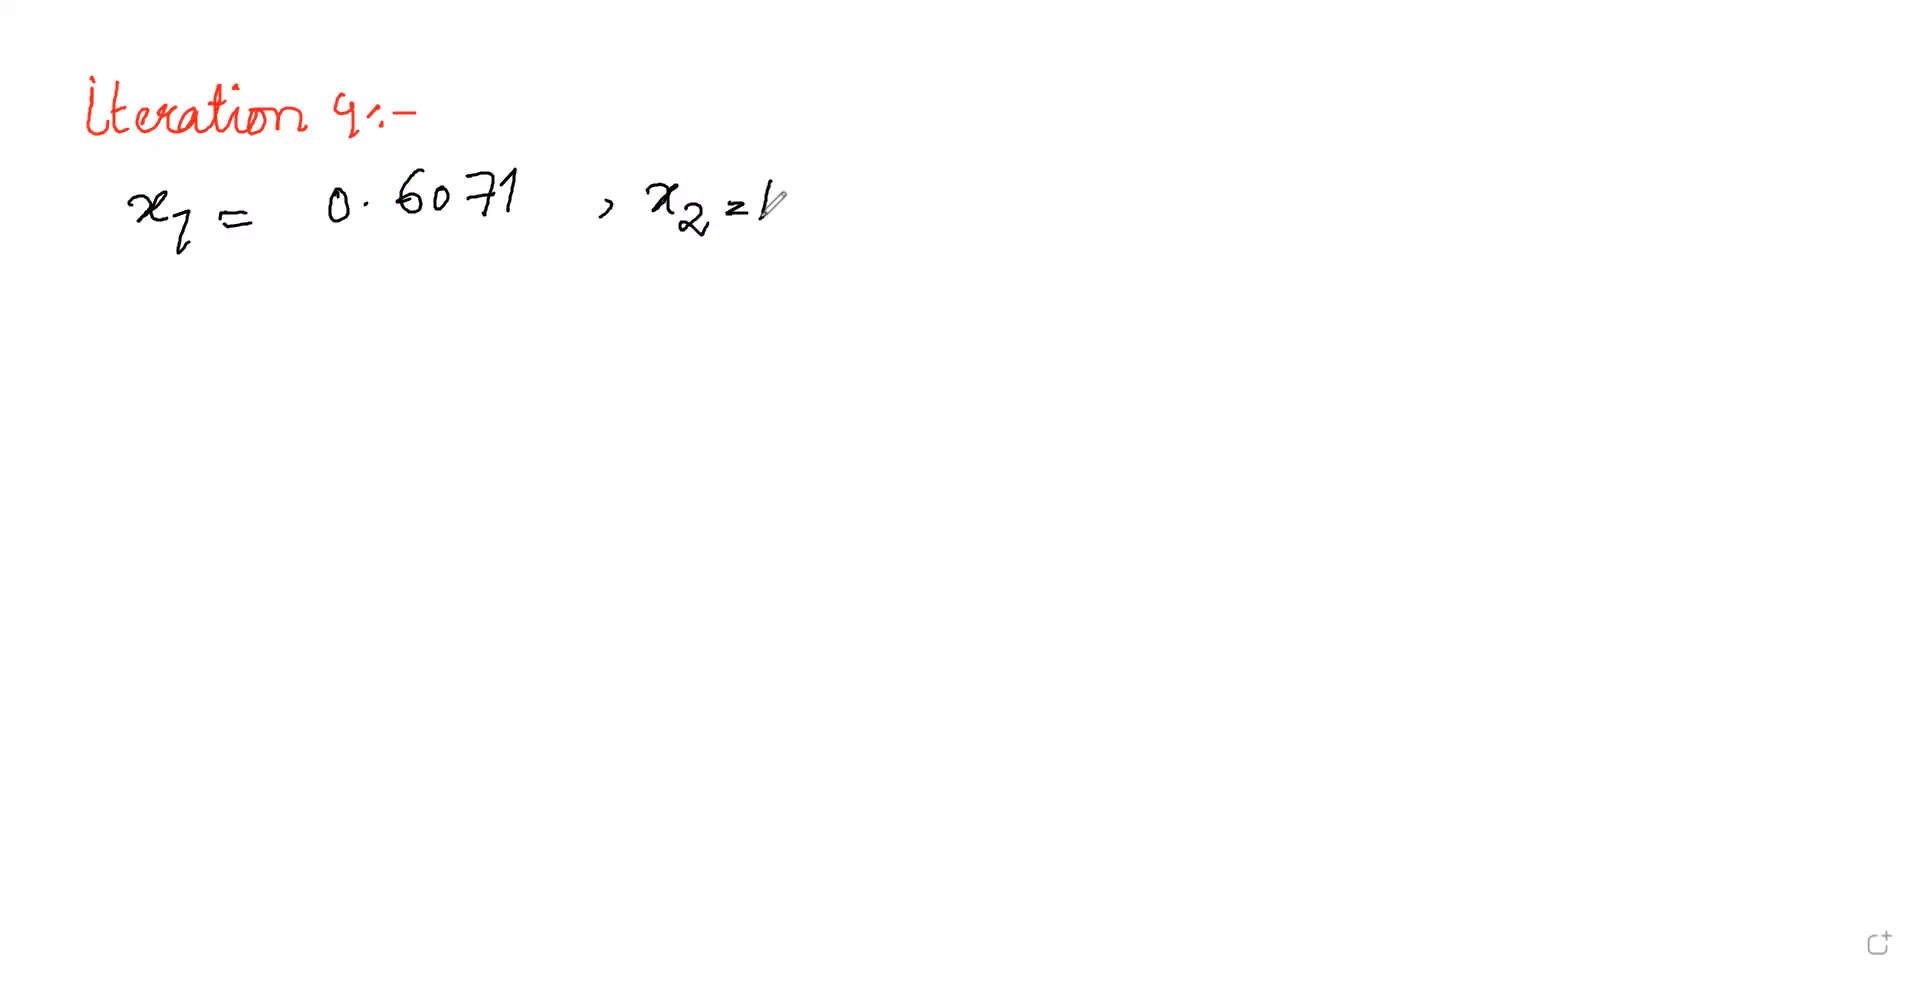 Iteration 4:-
x₁ = 0.6071 , x₂ =